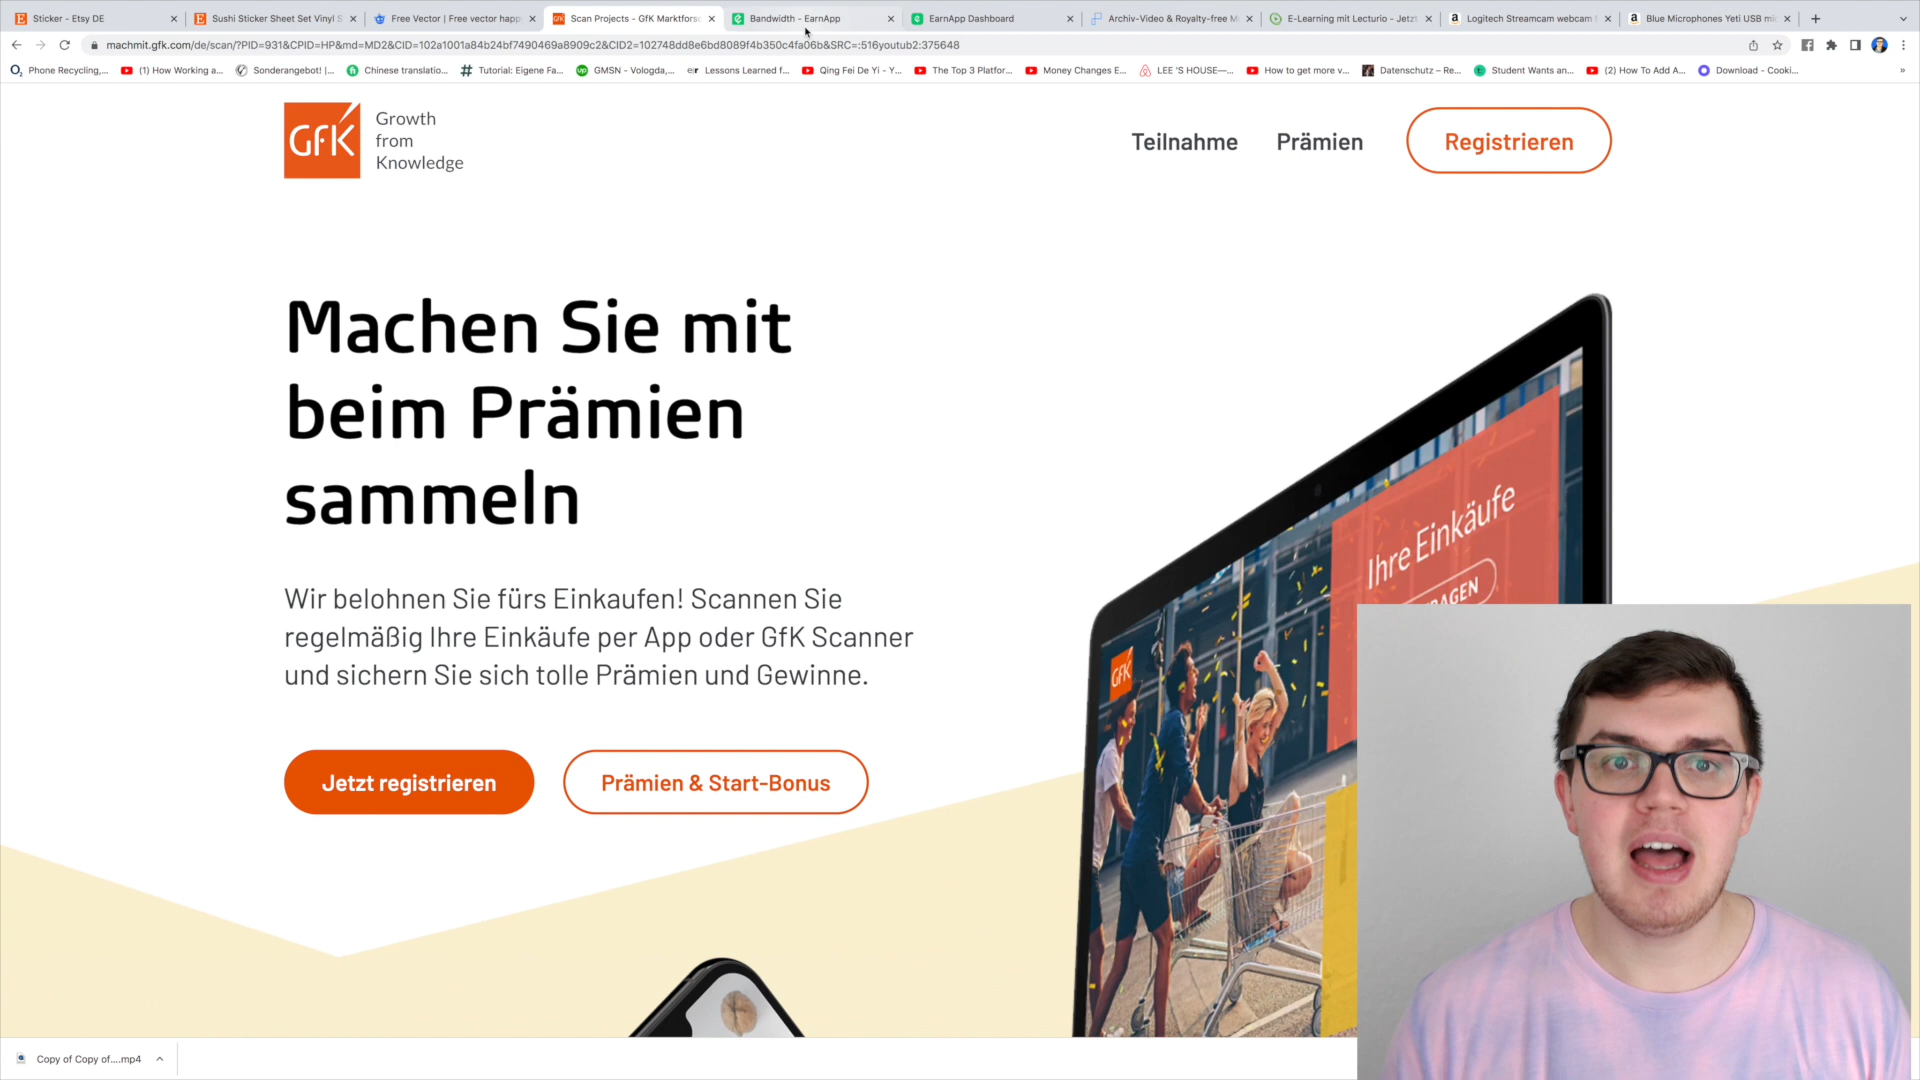 Sticker - Etsy DE
Sushi Sticker Sheet Set Vinyl S
Free Vector | Free vector happ
Scan Projects - GfK Marktforsc
Bandwidth - EarnApp
EarnApp Dashboard
Archiv-Video & Royalty-free M
E-Learning mit Lecturio - Jetzt
Logitech Streamcam webcam f
Blue Microphones Yeti USB mi
machmit.gfk.com/de/scan/?PID=931&CPID=HP&md=MD2&CID=102a1001a84b24bf7490469a8909c2&CID2=102748dd8e6bd8089f4b350c4fa06b&SRC=:516youtub2:375648
Phone Recycling,...
(1) How Working a...
Sonderangebot! |...
Chinese translatio...
Tutorial: Eigene Fa...
GMSN - Vologda,...
Lessons Learned f...
Qing Fei De Yi - Y...
The Top 3 Platfor...
Money Changes E...
LEE 'S HOUSE—...
How to get more v...
Datenschutz – Re...
Student Wants an...
(2) How To Add A...
Download - Cooki...
GfK
Growth
from
Knowledge
Teilnahme
Prämien
Registrieren
Machen Sie mit
beim Prämien
sammeln
Wir belohnen Sie fürs Einkaufen! Scannen Sie
regelmäßig Ihre Einkäufe per App oder GfK Scanner
und sichern Sie sich tolle Prämien und Gewinne.
Jetzt registrieren
Prämien & Start-Bonus
Ihre Einkäufe
GfK
Copy of Copy of....mp4